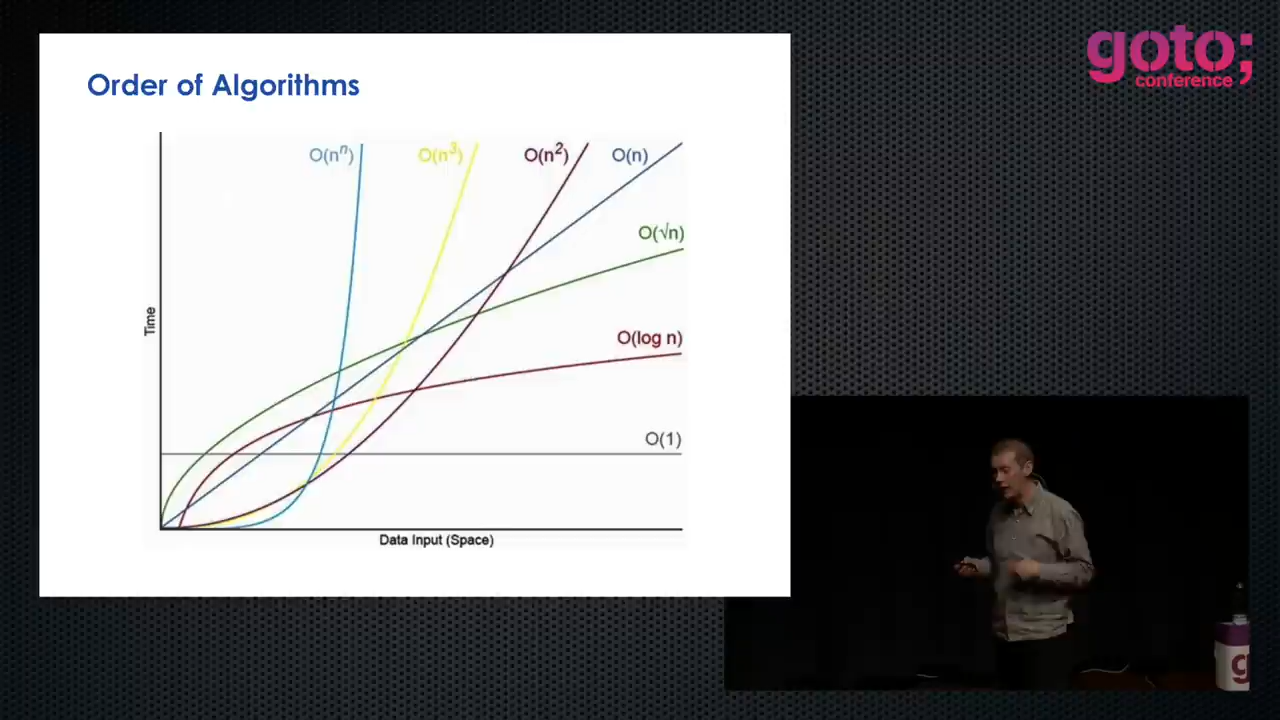 goto;
conference
Order of Algorithms
O(nⁿ)
O(n³)
O(n²)
O(n)
O(√n)
O(log n)
O(1)
Time
Data Input (Space)
g